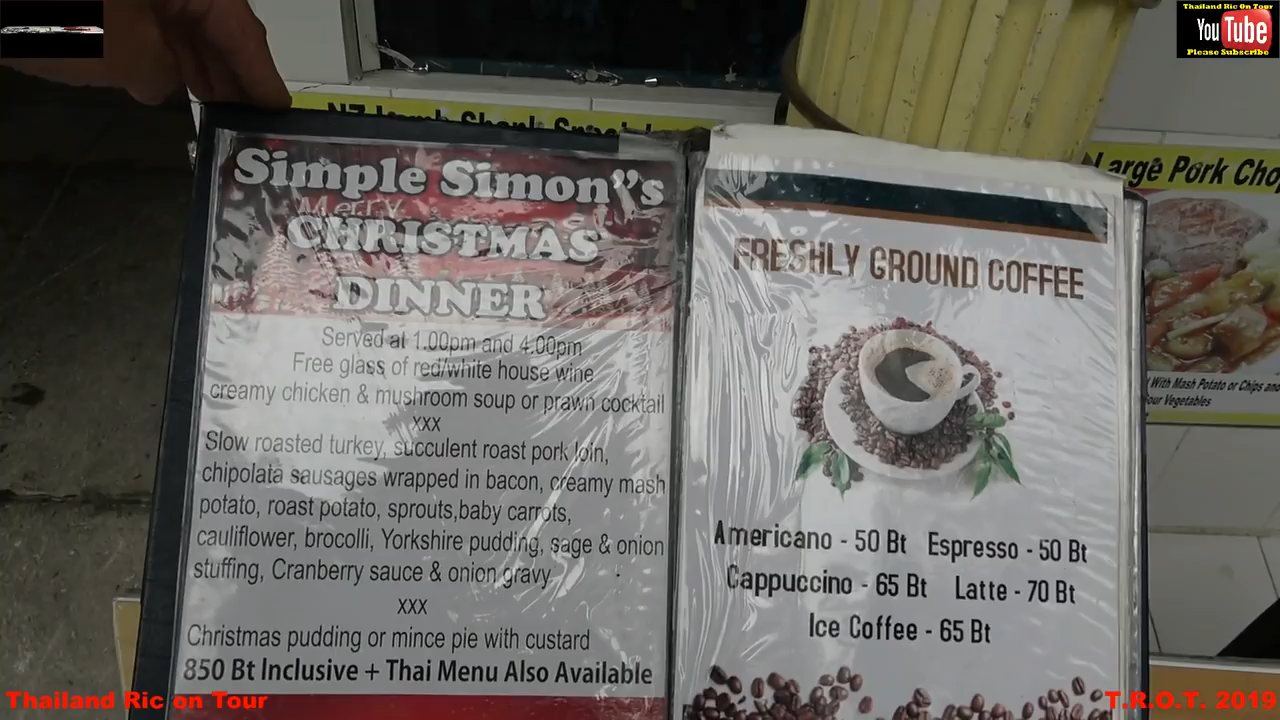 Thailand Ric On Tour
YouTube
Please Subscribe
NZ Lamb Shank Special
Simple Simon"s
Merry
CHRISTMAS
DINNER
Served at 1.00pm and 4.00pm
Free glass of red/white house wine
creamy chicken & mushroom soup or prawn cocktail
xxx
Slow roasted turkey, succulent roast pork loin,
chipolata sausages wrapped in bacon, creamy mash
potato, roast potato, sprouts,baby carrots,
cauliflower, brocolli, Yorkshire pudding, sage & onion
stuffing, Cranberry sauce & onion gravy
xxx
Christmas pudding or mince pie with custard
850 Bt Inclusive + Thai Menu Also Available
FRESHLY GROUND COFFEE
Americano - 50 Bt Espresso - 50 Bt
Cappuccino - 65 Bt Latte - 70 Bt
Ice Coffee - 65 Bt
arge Pork Cho
With Mash Potato or Chips and
our Vegetables
Thailand Ric on Tour
T.R.O.T. 2019